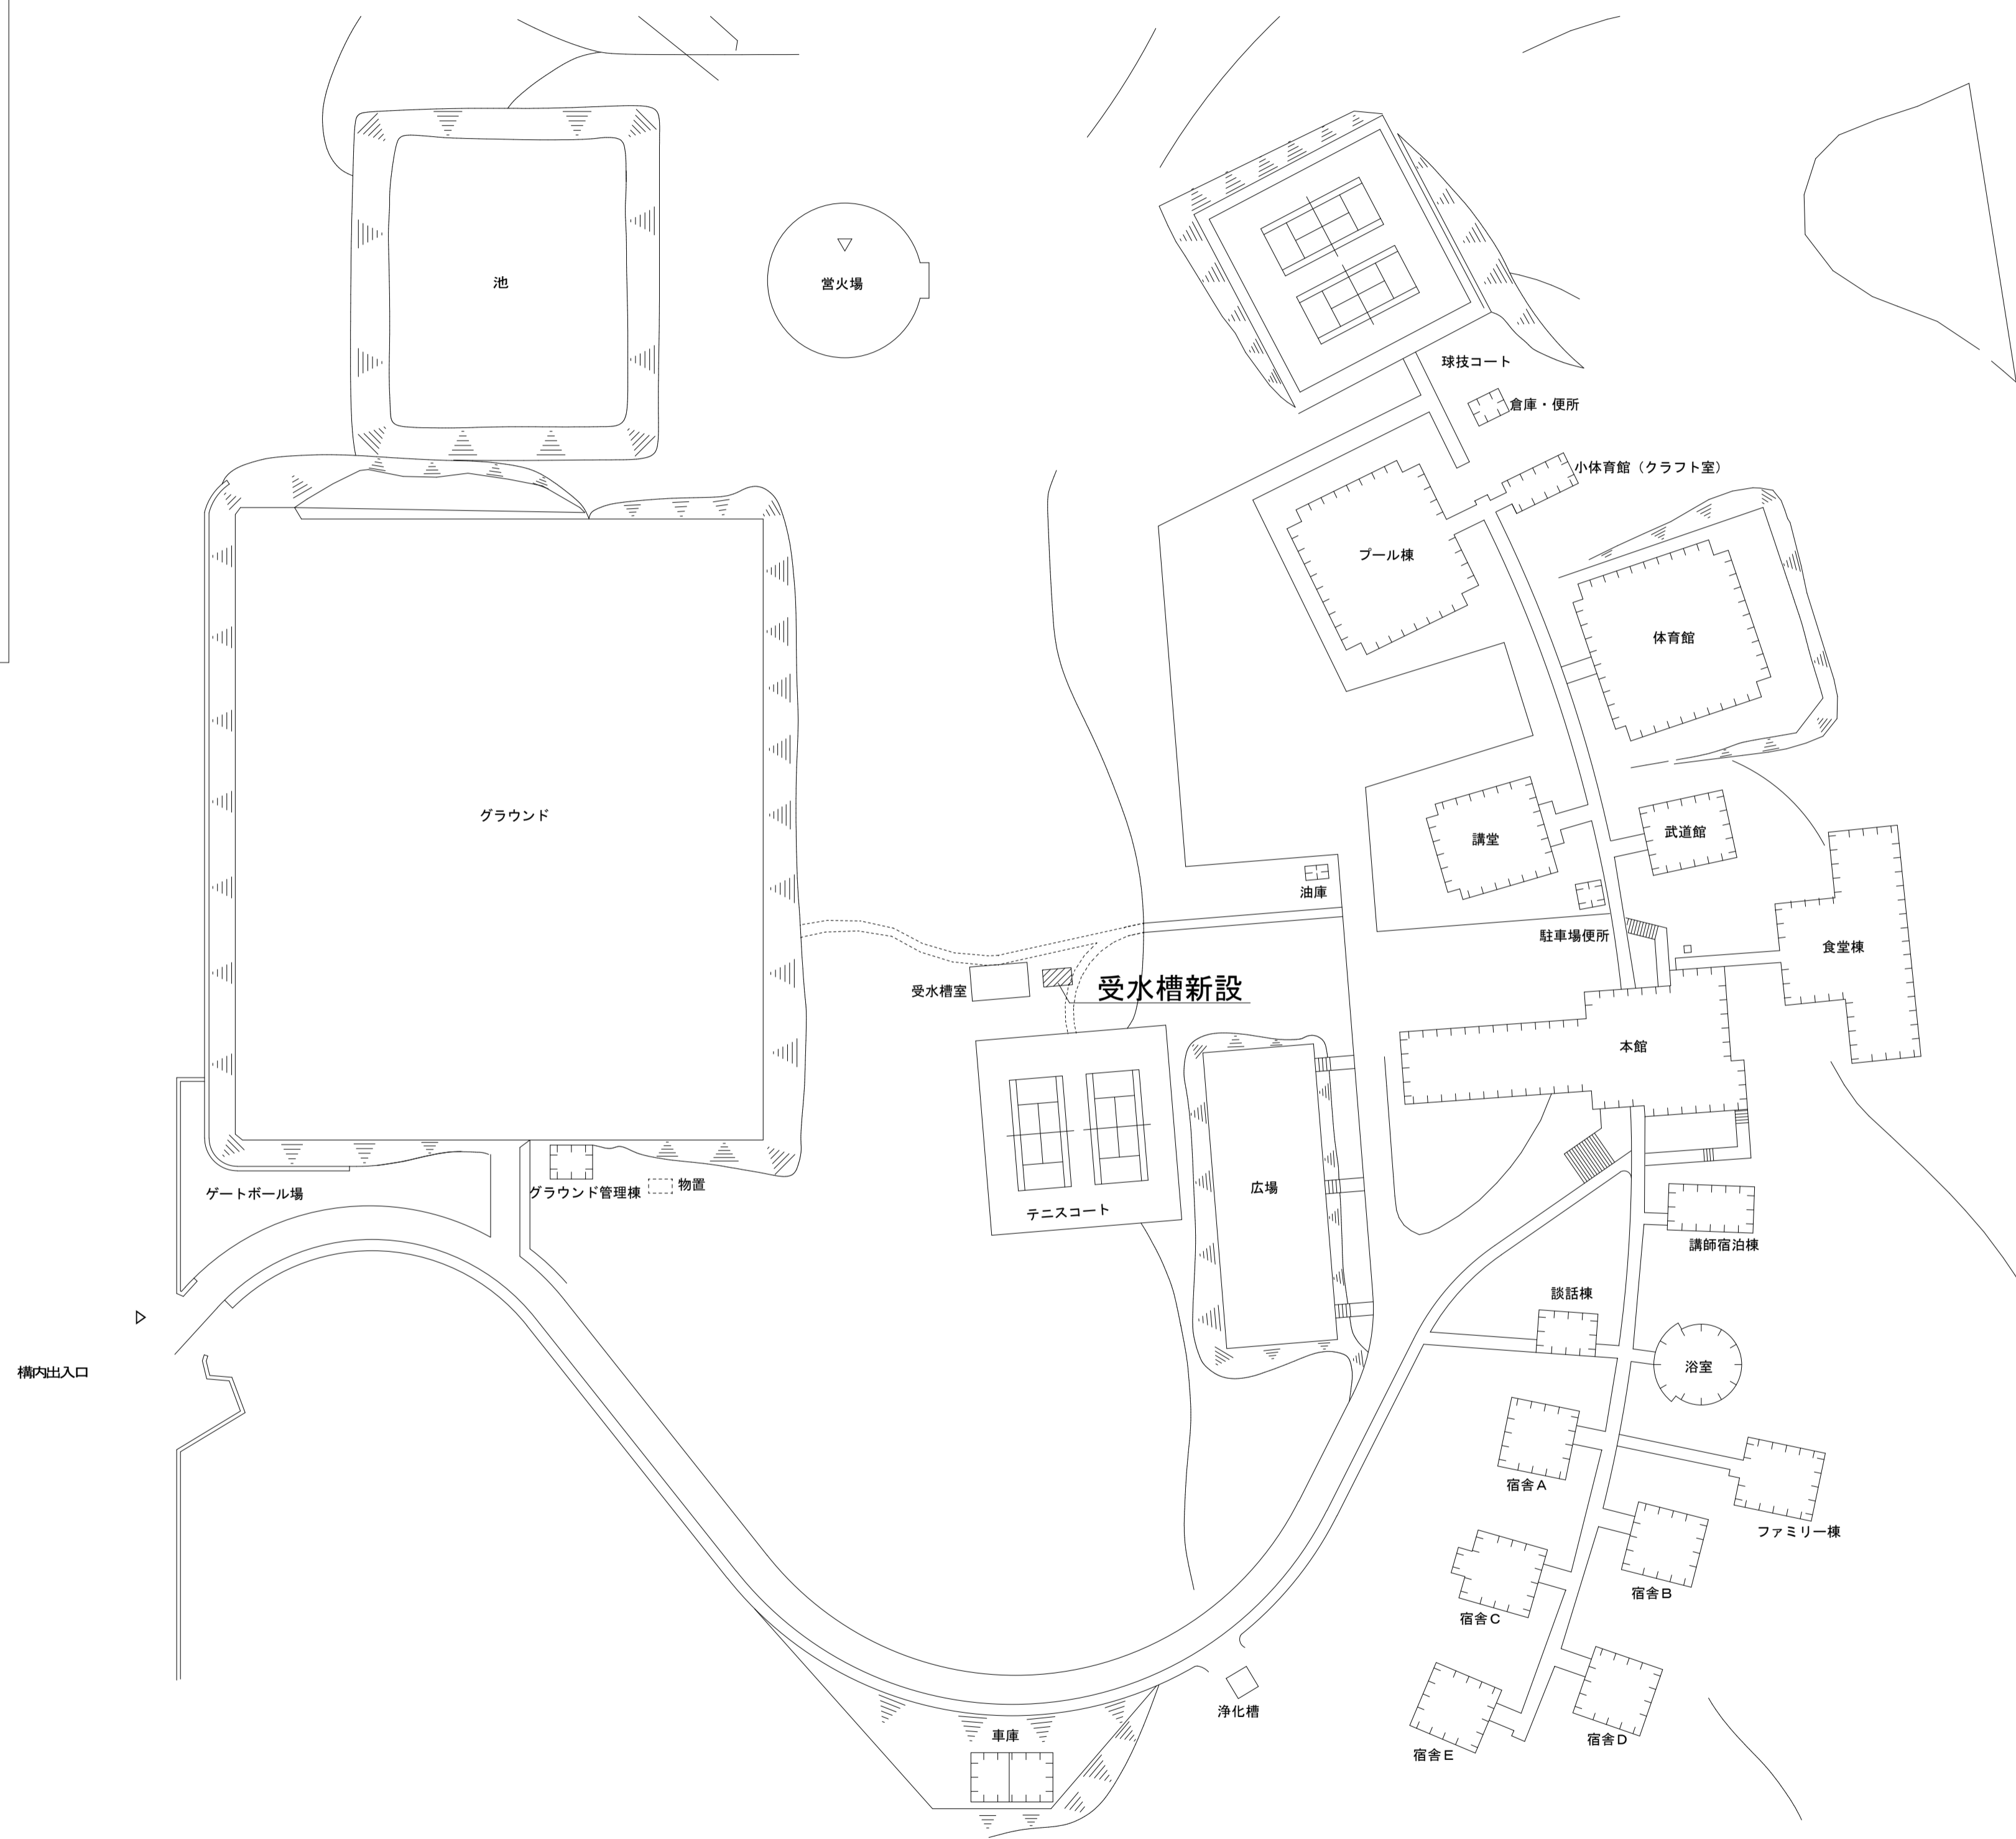 池
営火場
球技コート
倉庫・便所
小体育館（クラフト室）
プール棟
体育館
グラウンド
講堂
武道館
油庫
駐車場便所
食堂棟
受水槽室
受水槽新設
本館
ゲートボール場
グラウンド管理棟
物置
テニスコート
広場
講師宿泊棟
談話棟
浴室
構内出入口
宿舎A
ファミリー棟
宿舎B
宿舎C
浄化槽
車庫
宿舎D
宿舎E